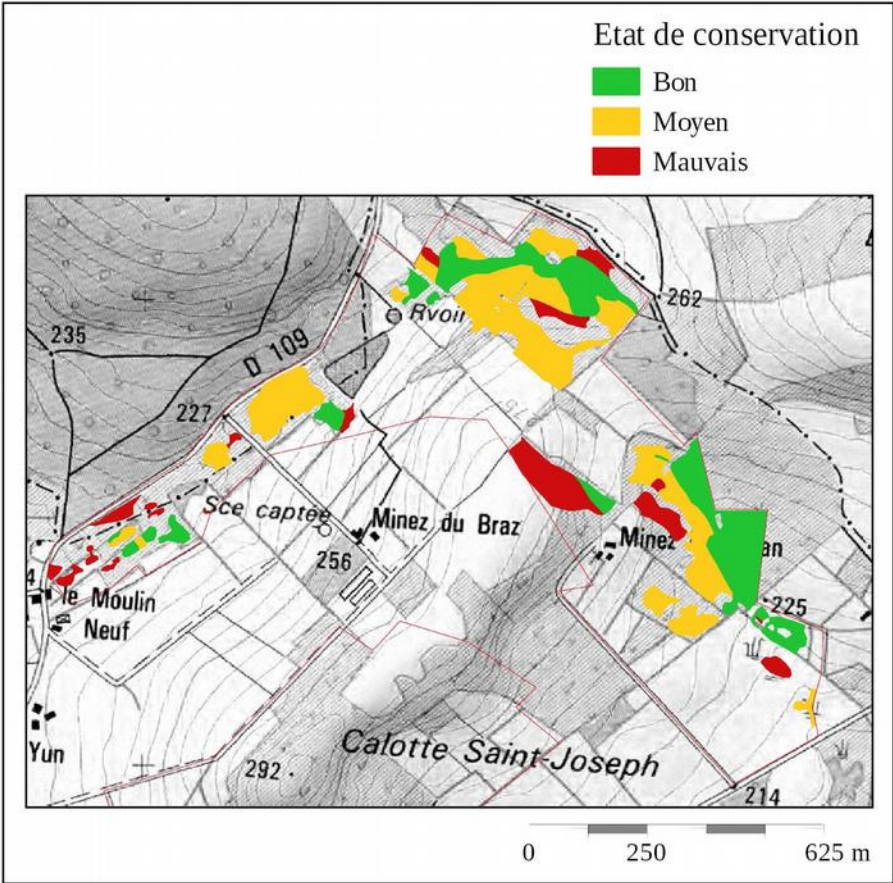 Etat de conservation
Bon
Moyen
Mauvais
262
Rvoir
235
D 109
227
Sce captée
Minez du Braz
Minez
an
256
le Moulin
Neuf
225
Yun
Calotte Saint-Joseph
292
214
0 250 625 m